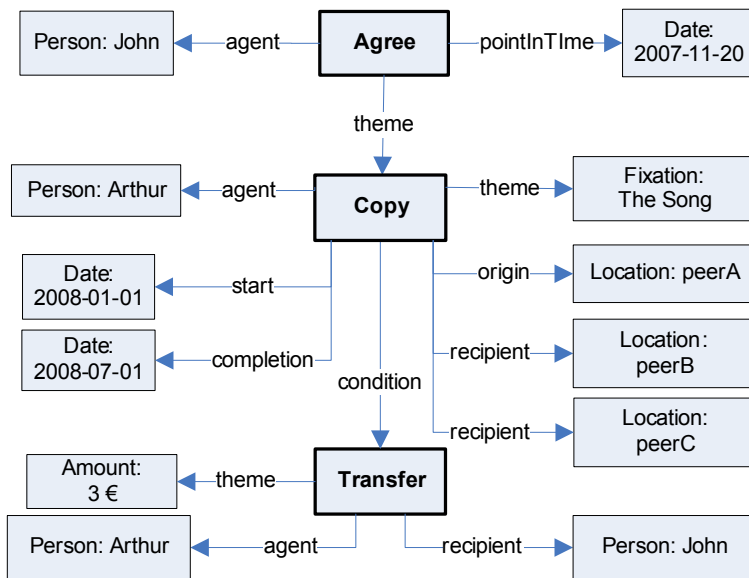 Person: John
agent
Agree
pointInTIme
Date:
2007-11-20
theme
Person: Arthur
agent
Copy
theme
Fixation:
The Song
Date:
2008-01-01
start
origin
Location: peerA
Date:
2008-07-01
completion
condition
recipient
Location:
peerB
recipient
Location:
peerC
Amount:
3 €
theme
Transfer
Person: Arthur
agent
recipient
Person: John